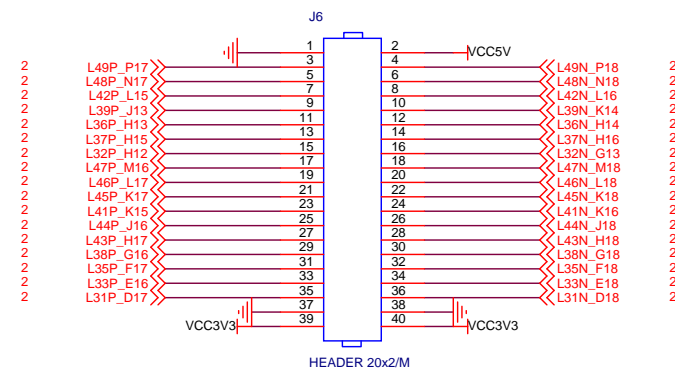 J6
1 2 VCC5V
2 L49P_P17 3 4 L49N_P18 2
2 L48P_N17 5 6 L48N_N18 2
2 L42P_L15 7 8 L42N_L16 2
2 L39P_J13 9 10 L39N_K14 2
2 L36P_H13 11 12 L36N_H14 2
2 L37P_H15 13 14 L37N_H16 2
2 L32P_H12 15 16 L32N_G13 2
2 L47P_M16 17 18 L47N_M18 2
2 L46P_L17 19 20 L46N_L18 2
2 L45P_K17 21 22 L45N_K18 2
2 L41P_K15 23 24 L41N_K16 2
2 L44P_J16 25 26 L44N_J18 2
2 L43P_H17 27 28 L43N_H18 2
2 L38P_G16 29 30 L38N_G18 2
2 L35P_F17 31 32 L35N_F18 2
2 L33P_E16 33 34 L33N_E18 2
2 L31P_D17 35 36 L31N_D18 2
37 38
VCC3V3 39 40 VCC3V3
HEADER 20x2/M